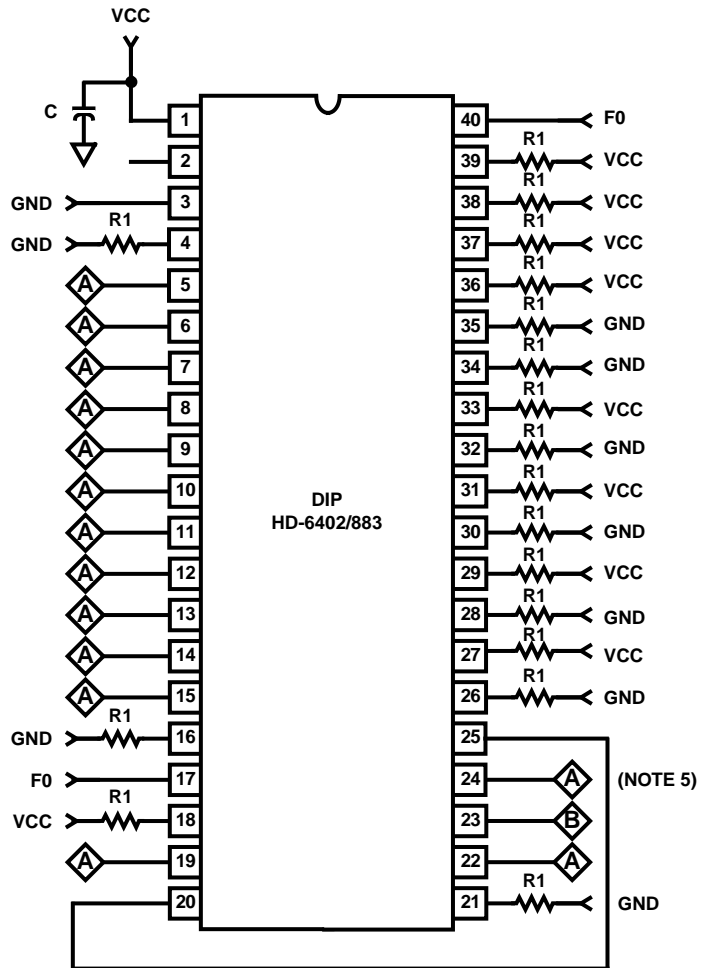 VCC
C
1 40 F0
R1
2 39 VCC
R1
GND 3 38 VCC
R1 R1
GND 4 37 VCC
R1
A 5 36 VCC
R1
A 6 35 GND
R1
A 7 34 GND
R1
A 8 33 VCC
R1
A 9 32 GND
R1
A 10 31 VCC
DIP
HD-6402/883
R1
A 11 30 GND
R1
A 12 29 VCC
R1
A 13 28 GND
R1
A 14 27 VCC
R1
A 15 26 GND
R1
GND 16 25
F0 17 24 A (NOTE 5)
R1
VCC 18 23 B
A 19 22 A
R1
20 21 GND